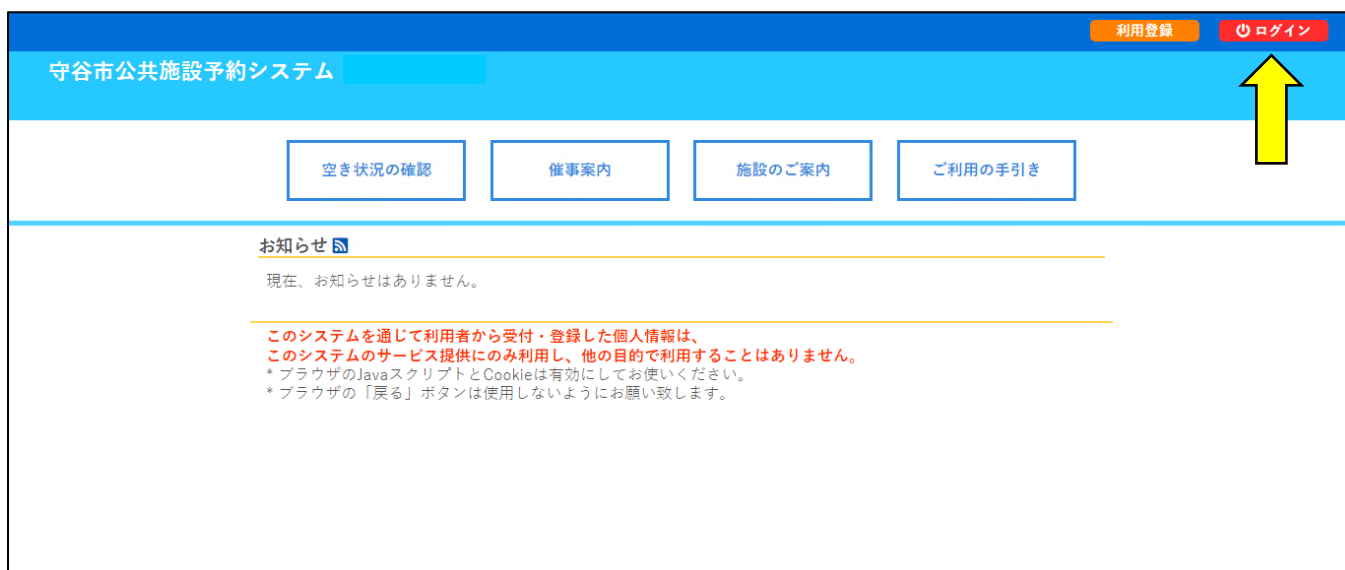 利用登録
ログイン
守谷市公共施設予約システム
空き状況の確認
催事案内
施設のご案内
ご利用の手引き
お知らせ
現在、お知らせはありません。
このシステムを通じて利用者から受付・登録した個人情報は、
このシステムのサービス提供にのみ利用し、他の目的で利用することはありません。
* ブラウザのJavaスクリプトとCookieは有効にしてお使いください。
* ブラウザの「戻る」ボタンは使用しないようにお願い致します。